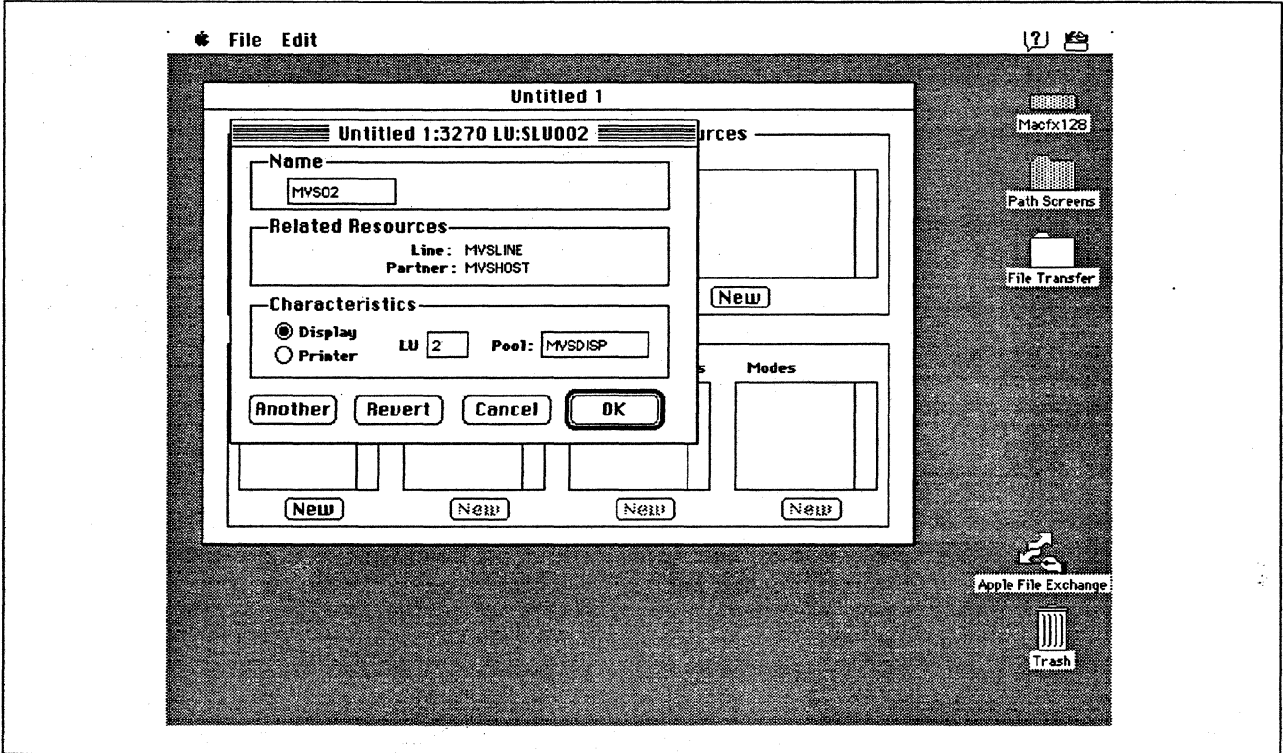 File Edit
Untitled 1
Untitled 1:3270 LU:SLU002
urces
Name
MVS02
Related Resources
Line: MVSLINE
Partner: MVSHOST
New
Characteristics
Display
Printer
LU 2
Pool: MVSDISP
s
Modes
Another
Revert
Cancel
OK
New
New
New
New
Macfx128
Path Screens
File Transfer
Apple File Exchange
Trash